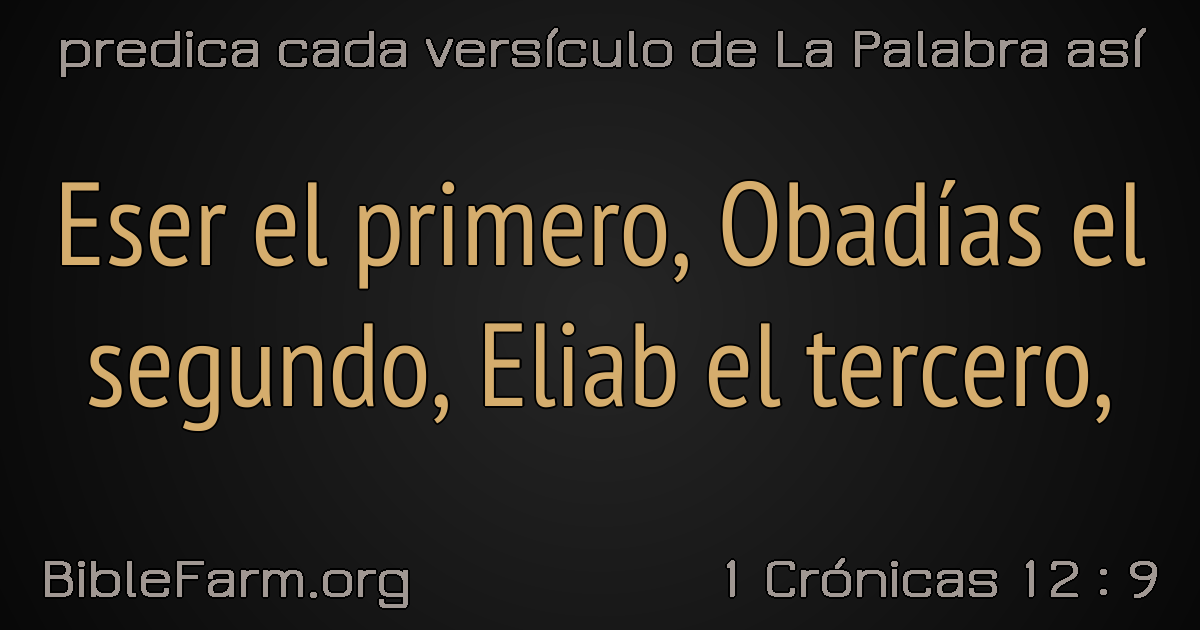 predica cada versículo de La Palabra así
Eser el primero, Obadías el
segundo, Eliab el tercero,
BibleFarm.org
1 Crónicas 12 : 9